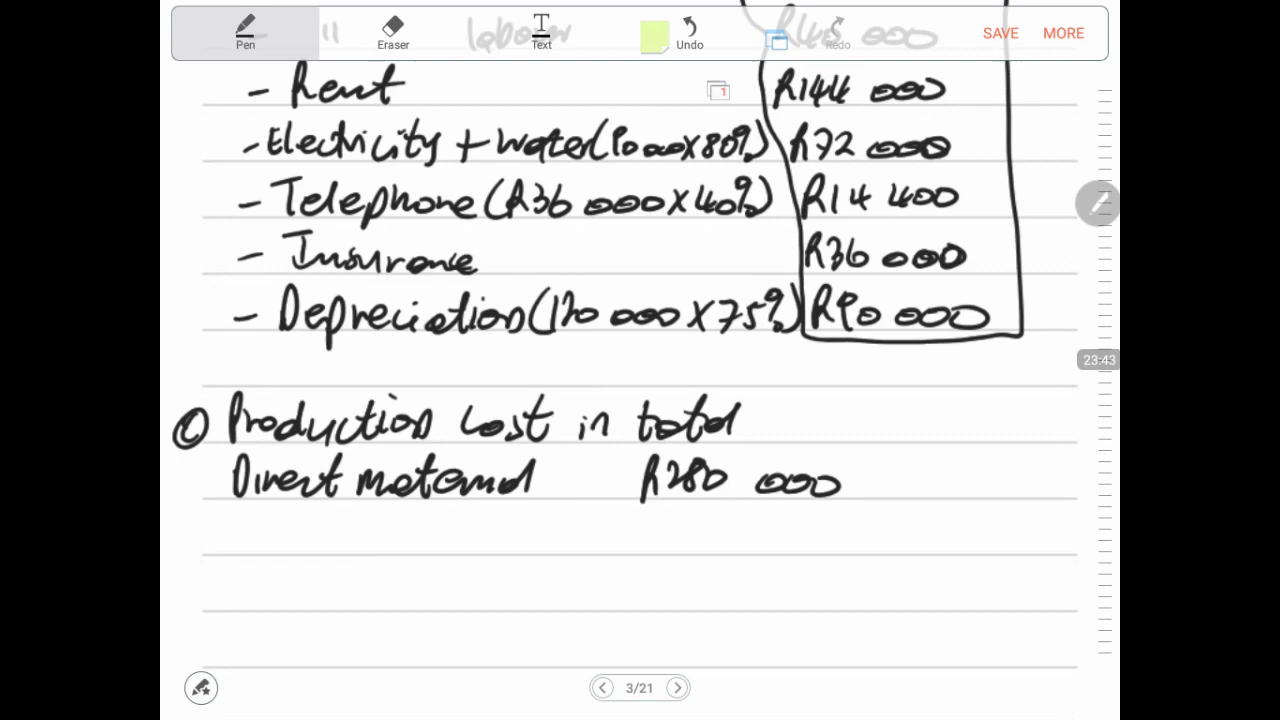 Pen Eraser Text Undo Redo SAVE MORE
- " labour
1
- Rent R144 000
- Electricity + water (90 000 x 80%) R72 000
- Telephone (R36 000 x 40%) R14 400
- Insurance R36 000
- Depreciation (120 000 x 75%) R90 000
23:43
© Production cost in total
Direct material R280 000
3/21